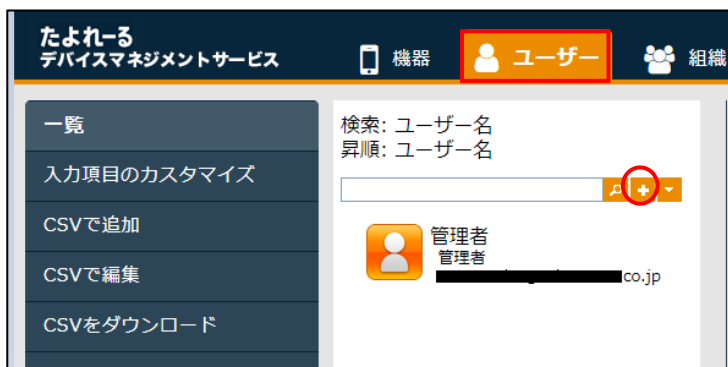 たよれーる
デバイスマネジメントサービス
機器
ユーザー
組織
一覧
入力項目のカスタマイズ
CSVで追加
CSVで編集
CSVをダウンロード
検索: ユーザー名
昇順: ユーザー名
管理者
管理者
co.jp